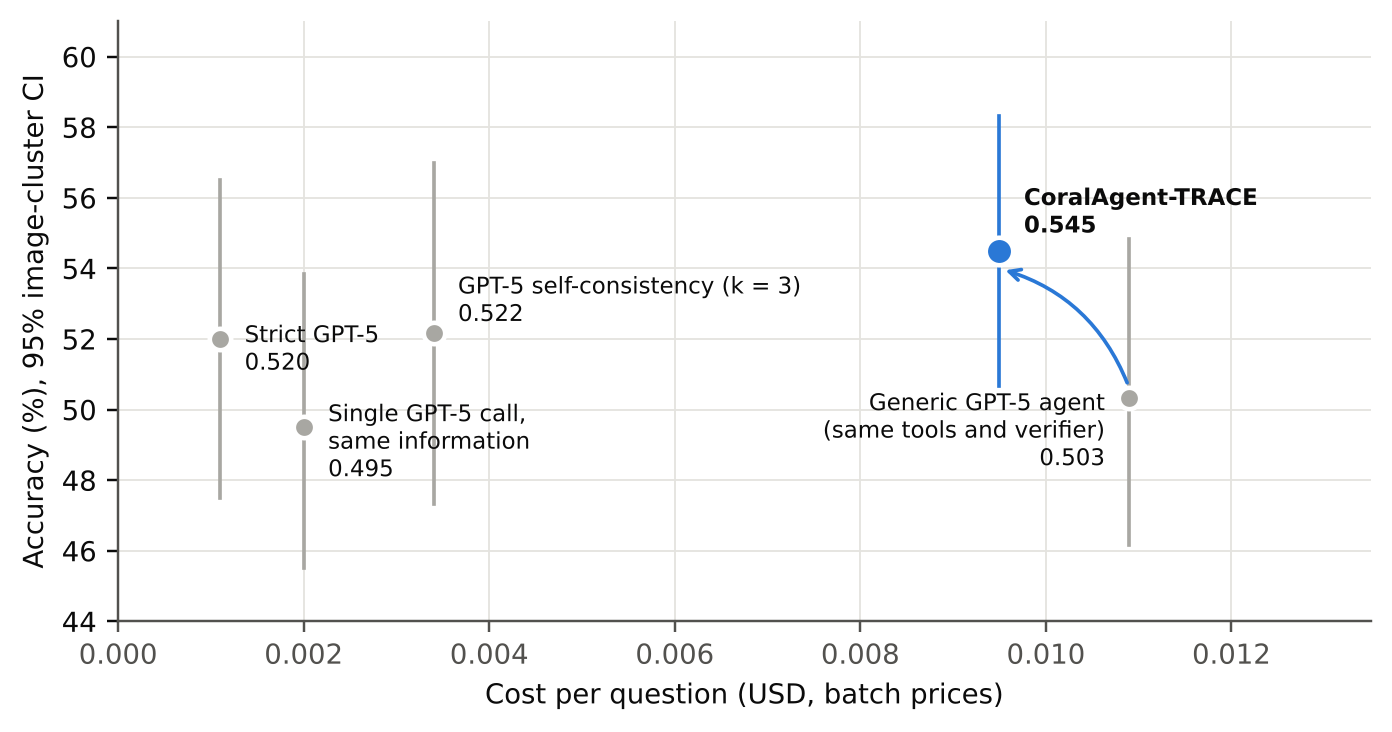 Accuracy (%), 95% image-cluster CI
60
58
56
54
52
50
48
46
44
CoralAgent-TRACE
0.545
GPT-5 self-consistency (k = 3)
0.522
Strict GPT-5
0.520
Single GPT-5 call,
same information
0.495
Generic GPT-5 agent
(same tools and verifier)
0.503
0.000 0.002 0.004 0.006 0.008 0.010 0.012
Cost per question (USD, batch prices)